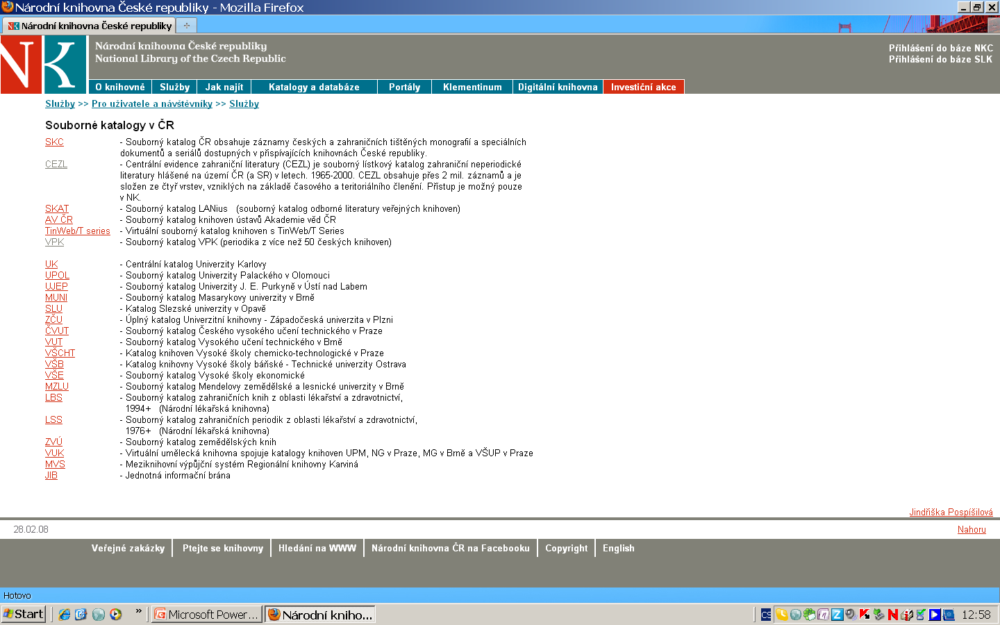 Národní knihovna České republiky - Mozilla Firefox
Národní knihovna České republiky
NK
Národní knihovna České republiky
National Library of the Czech Republic
Přihlášení do báze NKC
Přihlášení do báze SLK
O knihovně Služby Jak najít Katalogy a databáze Portály Klementinum Digitální knihovna Investiční akce
Služby >> Pro uživatele a návštěvníky >> Služby
Souborné katalogy v ČR
SKC - Souborný katalog ČR obsahuje záznamy českých a zahraničních tištěných monografií a speciálních
dokumentů a seriálů dostupných v přispívajících knihovnách České republiky.
CEZL - Centrální evidence zahraniční literatury (CEZL) je souborný lístkový katalog zahraniční neperiodické
literatury hlášené na území ČR (a SR) v letech. 1965-2000. CEZL obsahuje přes 2 mil. záznamů a je
složen ze čtyř vrstev, vzniklých na základě časového a teritoriálního členění. Přístup je možný pouze
v NK.
SKAT - Souborný katalog LANius (souborný katalog odborné literatury veřejných knihoven)
AV ČR - Souborný katalog knihoven ústavů Akademie věd ČR
TinWeb/T series - Virtuální souborný katalog knihoven s TinWeb/T Series
VPK - Souborný katalog VPK (periodika z více než 50 českých knihoven)
UK - Centrální katalog Univerzity Karlovy
UPOL - Souborný katalog Univerzity Palackého v Olomouci
UJEP - Souborný katalog Univerzity J. E. Purkyně v Ústí nad Labem
MUNI - Souborný katalog Masarykovy univerzity v Brně
SLU - Katalog Slezské univerzity v Opavě
ZČU - Úplný katalog Univerzitní knihovny - Západočeská univerzita v Plzni
ČVUT - Souborný katalog Českého vysokého učení technického v Praze
VUT - Souborný katalog Vysokého učení technického v Brně
VŠCHT - Katalog knihoven Vysoké školy chemicko-technologické v Praze
VŠB - Katalog knihovny Vysoké školy báňské - Technické univerzity Ostrava
VŠE - Souborný katalog Vysoké školy ekonomické
MZLU - Souborný katalog Mendelovy zemědělské a lesnické univerzity v Brně
LBS - Souborný katalog zahraničních knih z oblasti lékařství a zdravotnictví,
1994+ (Národní lékařská knihovna)
LSS - Souborný katalog zahraničních periodik z oblasti lékařství a zdravotnictví,
1976+ (Národní lékařská knihovna)
ZVÚ - Souborný katalog zemědělských knih
VUK - Virtuální umělecká knihovna spojuje katalogy knihoven UPM, NG v Praze, MG v Brně a VŠUP v Praze
MVS - Meziknihovní výpůjční systém Regionální knihovny Karviná
JIB - Jednotná informační brána
Jindřiška Pospíšilová
28.02.08 Nahoru
Veřejné zakázky Ptejte se knihovny Hledání na WWW Národní knihovna ČR na Facebooku Copyright English
Hotovo
Start » Microsoft Power... Národní kniho... CS 12:58